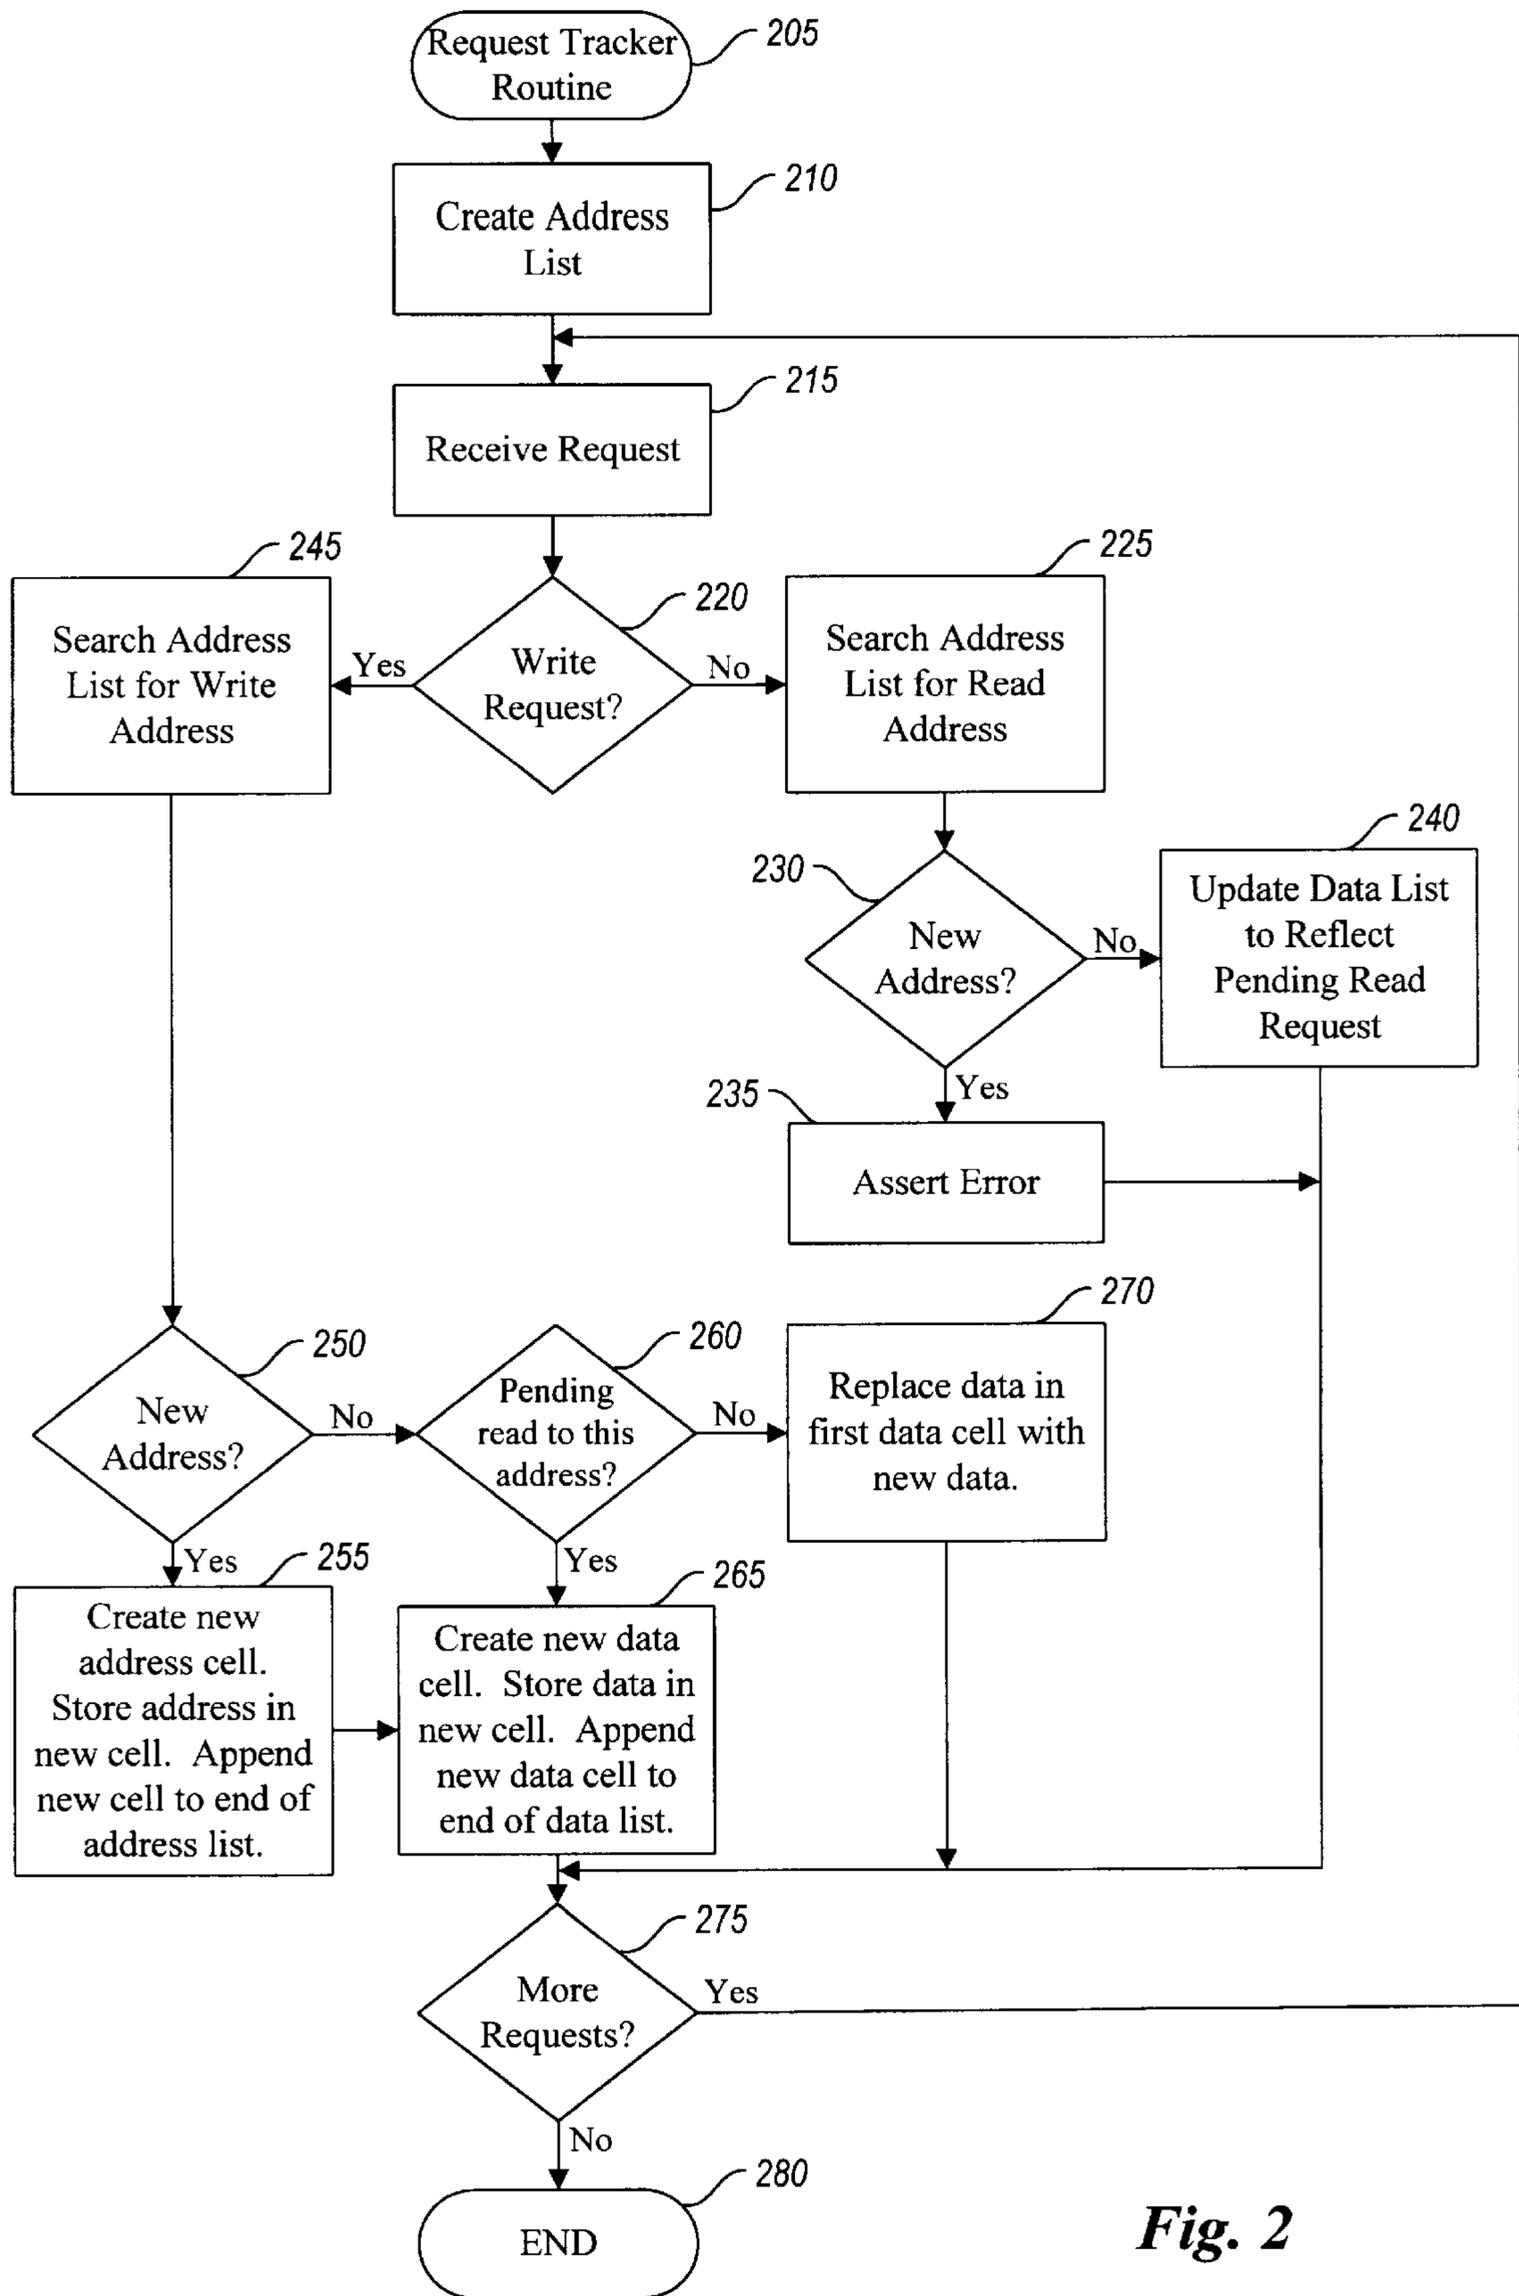 Request Tracker
Routine
205
Create Address
List
210
Receive Request
215
Write
Request?
220
Yes
No
Search Address
List for Write
Address
245
Search Address
List for Read
Address
225
New
Address?
230
No
Yes
Update Data List
to Reflect
Pending Read
Request
240
Assert Error
235
New
Address?
250
No
Yes
Pending
read to this
address?
260
No
Yes
Replace data in
first data cell with
new data.
270
Create new
address cell.
Store address in
new cell.  Append
new cell to end of
address list.
255
Create new data
cell.  Store data in
new cell.  Append
new data cell to
end of data list.
265
More
Requests?
275
Yes
No
END
280
Fig. 2